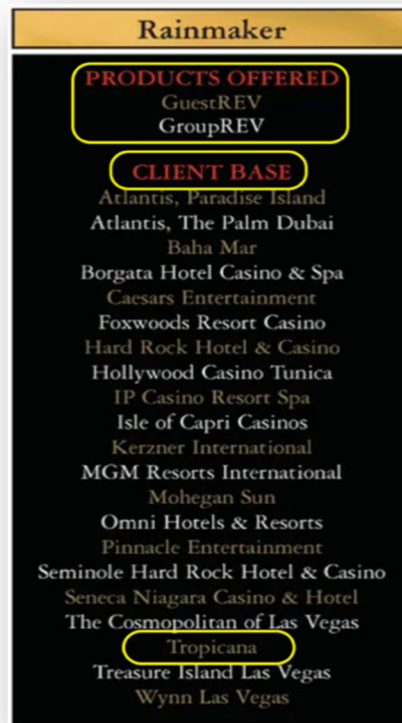 Rainmaker
PRODUCTS OFFERED
GuestREV
GroupREV
CLIENT BASE
Atlantis, Paradise Island
Atlantis, The Palm Dubai
Baha Mar
Borgata Hotel Casino & Spa
Caesars Entertainment
Foxwoods Resort Casino
Hard Rock Hotel & Casino
Hollywood Casino Tunica
IP Casino Resort Spa
Isle of Capri Casinos
Kerzner International
MGM Resorts International
Mohegan Sun
Omni Hotels & Resorts
Pinnacle Entertainment
Seminole Hard Rock Hotel & Casino
Seneca Niagara Casino & Hotel
The Cosmopolitan of Las Vegas
Tropicana
Treasure Island Las Vegas
Wynn Las Vegas